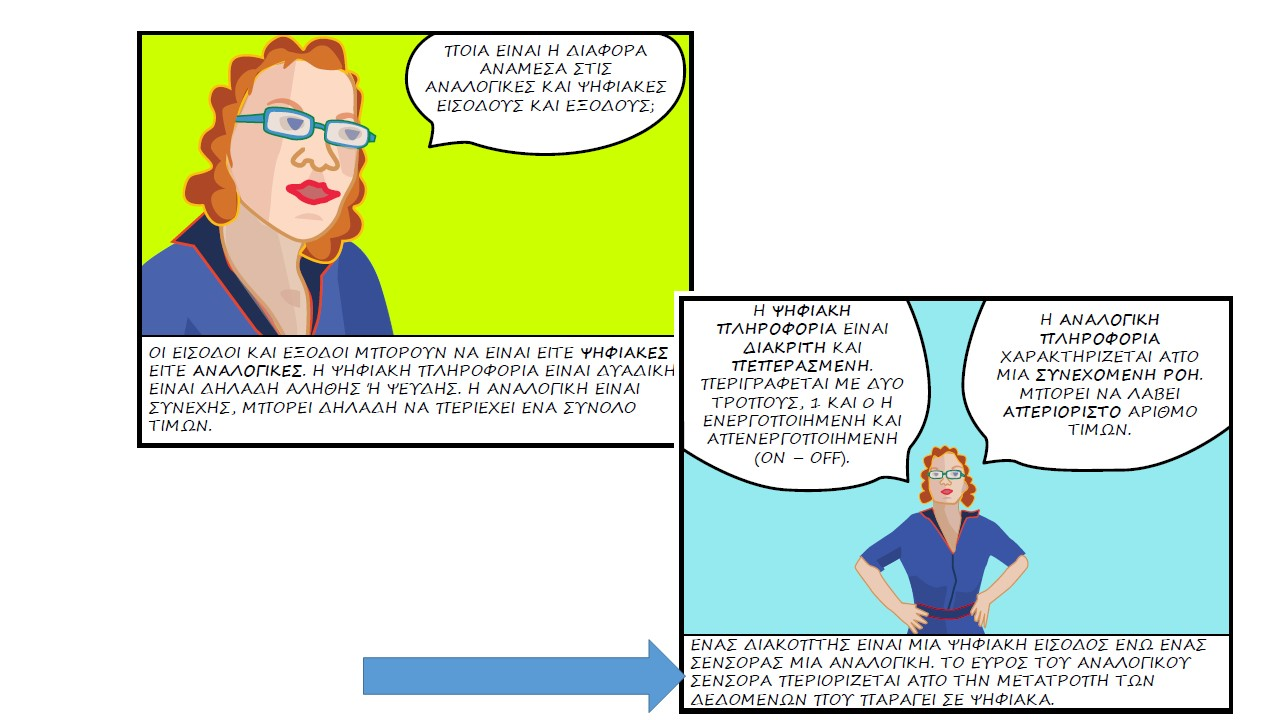 ΠΟΙΑ ΕΙΝΑΙ Η ΔΙΑΦΟΡΑ
ΑΝΑΜΕΣΑ ΣΤΙΣ
ΑΝΑΛΟΓΙΚΕΣ ΚΑΙ ΨΗΦΙΑΚΕΣ
ΕΙΣΟΔΟΥΣ ΚΑΙ ΕΞΟΔΟΥΣ;
ΟΙ ΕΙΣΟΔΟΙ ΚΑΙ ΕΞΟΔΟΙ ΜΠΟΡΟΥΝ ΝΑ ΕΙΝΑΙ ΕΙΤΕ ΨΗΦΙΑΚΕΣ
ΕΙΤΕ ΑΝΑΛΟΓΙΚΕΣ. Η ΨΗΦΙΑΚΗ ΠΛΗΡΟΦΟΡΙΑ ΕΙΝΑΙ ΔΥΑΔΙΚΗ
ΕΙΝΑΙ ΔΗΛΑΔΗ ΑΛΗΘΗΣ Ή ΨΕΥΔΗΣ. Η ΑΝΑΛΟΓΙΚΗ ΕΙΝΑΙ
ΣΥΝΕΧΗΣ, ΜΠΟΡΕΙ ΔΗΛΑΔΗ ΝΑ ΠΕΡΙΕΧΕΙ ΕΝΑ ΣΥΝΟΛΟ
ΤΙΜΩΝ.
Η ΨΗΦΙΑΚΗ
ΠΛΗΡΟΦΟΡΙΑ ΕΙΝΑΙ
ΔΙΑΚΡΙΤΗ ΚΑΙ
ΠΕΠΕΡΑΣΜΕΝΗ.
ΠΕΡΙΓΡΑΦΕΤΑΙ ΜΕ ΔΥΟ
ΤΡΟΠΟΥΣ, 1 ΚΑΙ 0 Η
ΕΝΕΡΓΟΠΟΙΗΜΕΝΗ ΚΑΙ
ΑΠΕΝΕΡΓΟΠΟΙΗΜΕΝΗ
(ON – OFF).
Η ΑΝΑΛΟΓΙΚΗ
ΠΛΗΡΟΦΟΡΙΑ
ΧΑΡΑΚΤΗΡΙΖΕΤΑΙ ΑΠΟ
ΜΙΑ ΣΥΝΕΧΟΜΕΝΗ ΡΟΗ.
ΜΠΟΡΕΙ ΝΑ ΛΑΒΕΙ
ΑΠΕΡΙΟΡΙΣΤΟ ΑΡΙΘΜΟ
ΤΙΜΩΝ.
ΕΝΑΣ ΔΙΑΚΟΠΤΗΣ ΕΙΝΑΙ ΜΙΑ ΨΗΦΙΑΚΗ ΕΙΣΟΔΟΣ ΕΝΩ ΕΝΑΣ
ΣΕΝΣΟΡΑΣ ΜΙΑ ΑΝΑΛΟΓΙΚΗ. ΤΟ ΕΥΡΟΣ ΤΟΥ ΑΝΑΛΟΓΙΚΟΥ
ΣΕΝΣΟΡΑ ΠΕΡΙΟΡΙΖΕΤΑΙ ΑΠΟ ΤΗΝ ΜΕΤΑΤΡΟΠΗ ΤΩΝ
ΔΕΔΟΜΕΝΩΝ ΠΟΥ ΠΑΡΑΓΕΙ ΣΕ ΨΗΦΙΑΚΑ.